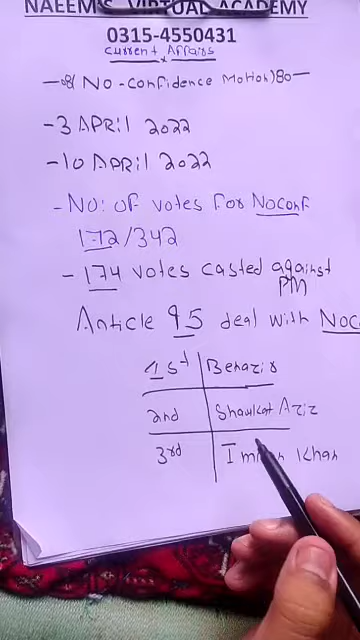 NAEEM'S VIRTUAL ACADEMY
0315-4550431
Current Affairs
(No-Confidence Motion)
- 3 APRIL 2022
- 10 APRIL 2022
- No: of votes for NoConf
172/342
- 174 votes casted against
PM
Article 95 deal with NoCo
1st Benazir
2nd Shaukat Aziz
3rd Imran Khan